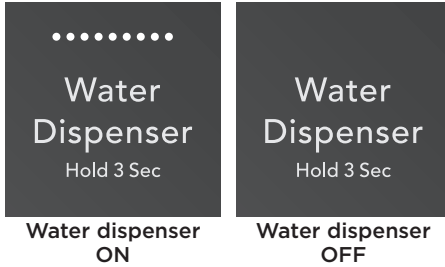 Water
Dispenser
Hold 3 Sec
Water dispenser
ON
Water
Dispenser
Hold 3 Sec
Water dispenser
OFF